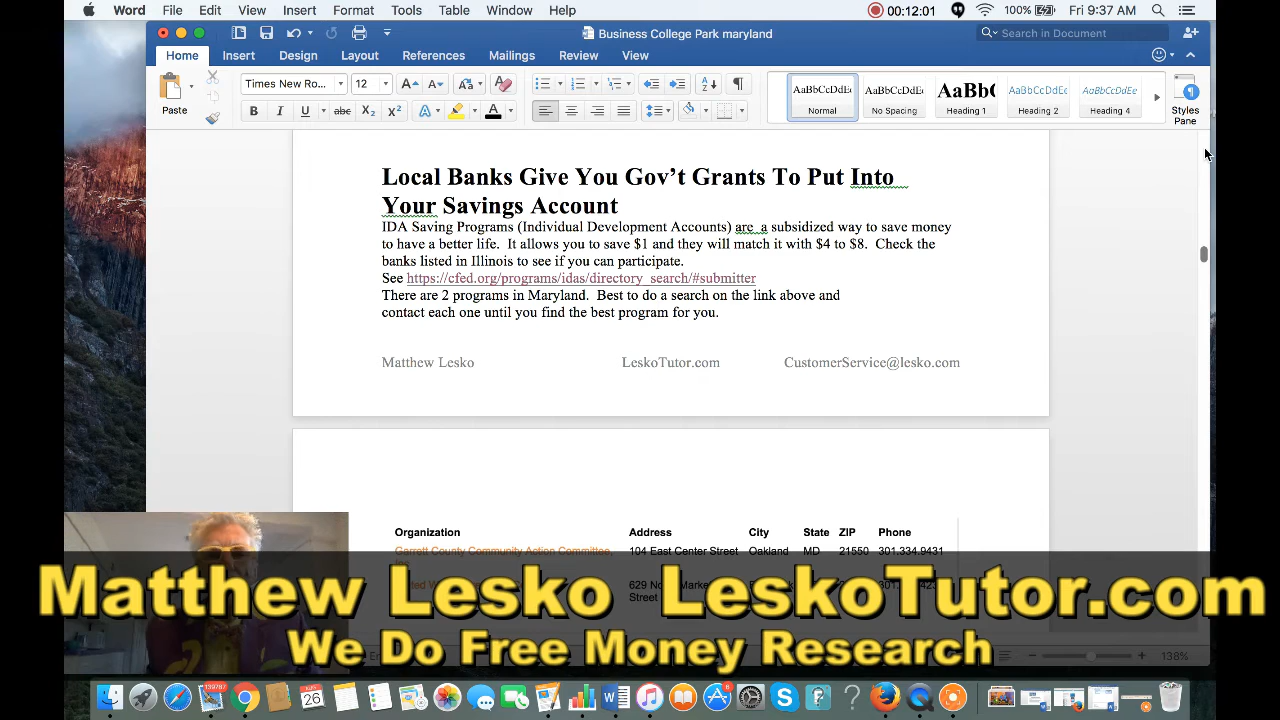 Word File Edit View Insert Format Tools Table Window Help 00:12:01 100% Fri 9:37 AM
Business College Park maryland Search in Document
Home Insert Design Layout References Mailings Review View
Times New Ro... 12
Paste
B I U abc X2 X2 A A
AaBbCcDdEe AaBbCcDdEe AaBbC AaBbCcDdEe AaBbCcDdEe
Normal No Spacing Heading 1 Heading 2 Heading 4
Styles
Pane
Local Banks Give You Gov’t Grants To Put Into
Your Savings Account
IDA Saving Programs (Individual Development Accounts) are a subsidized way to save money
to have a better life. It allows you to save $1 and they will match it with $4 to $8. Check the
banks listed in Illinois to see if you can participate.
See https://cfed.org/programs/idas/directory_search/#submitter
There are 2 programs in Maryland. Best to do a search on the link above and
contact each one until you find the best program for you.
Matthew Lesko LeskoTutor.com CustomerService@lesko.com
Organization Address City State ZIP Phone
Garrett County Community Action Committee, 104 East Center Street Oakland MD 21550 301.334.9431
629 Street
Matthew Lesko LeskoTutor.com
We Do Free Money Research
138%